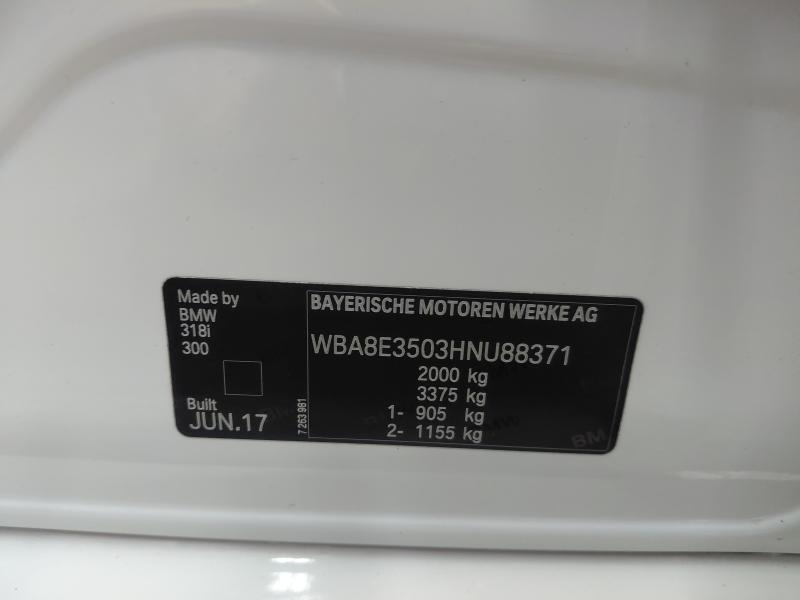 Made by
BMW
318i
300
Built
JUN.17
7 263 981
BAYERISCHE MOTOREN WERKE AG
WBA8E3503HNU88371
2000 kg
3375 kg
1- 905 kg
2- 1155 kg
BM